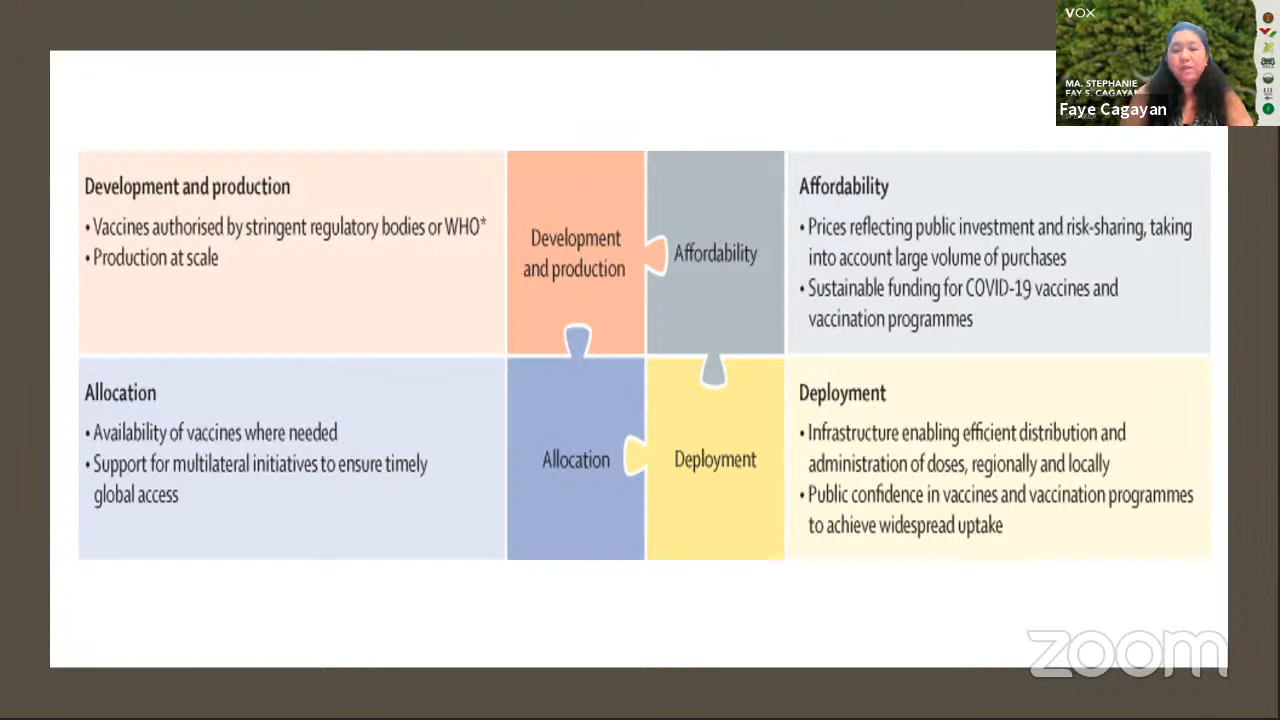 VOX
MA. STEPHANIE
FAY S. CAGAYAN
Faye Cagayan
Development and production
• Vaccines authorised by stringent regulatory bodies or WHO*
• Production at scale
Development
and production
Affordability
Affordability
• Prices reflecting public investment and risk-sharing, taking
into account large volume of purchases
• Sustainable funding for COVID-19 vaccines and
vaccination programmes
Allocation
• Availability of vaccines where needed
• Support for multilateral initiatives to ensure timely
global access
Allocation
Deployment
Deployment
• Infrastructure enabling efficient distribution and
administration of doses, regionally and locally
• Public confidence in vaccines and vaccination programmes
to achieve widespread uptake
zoom